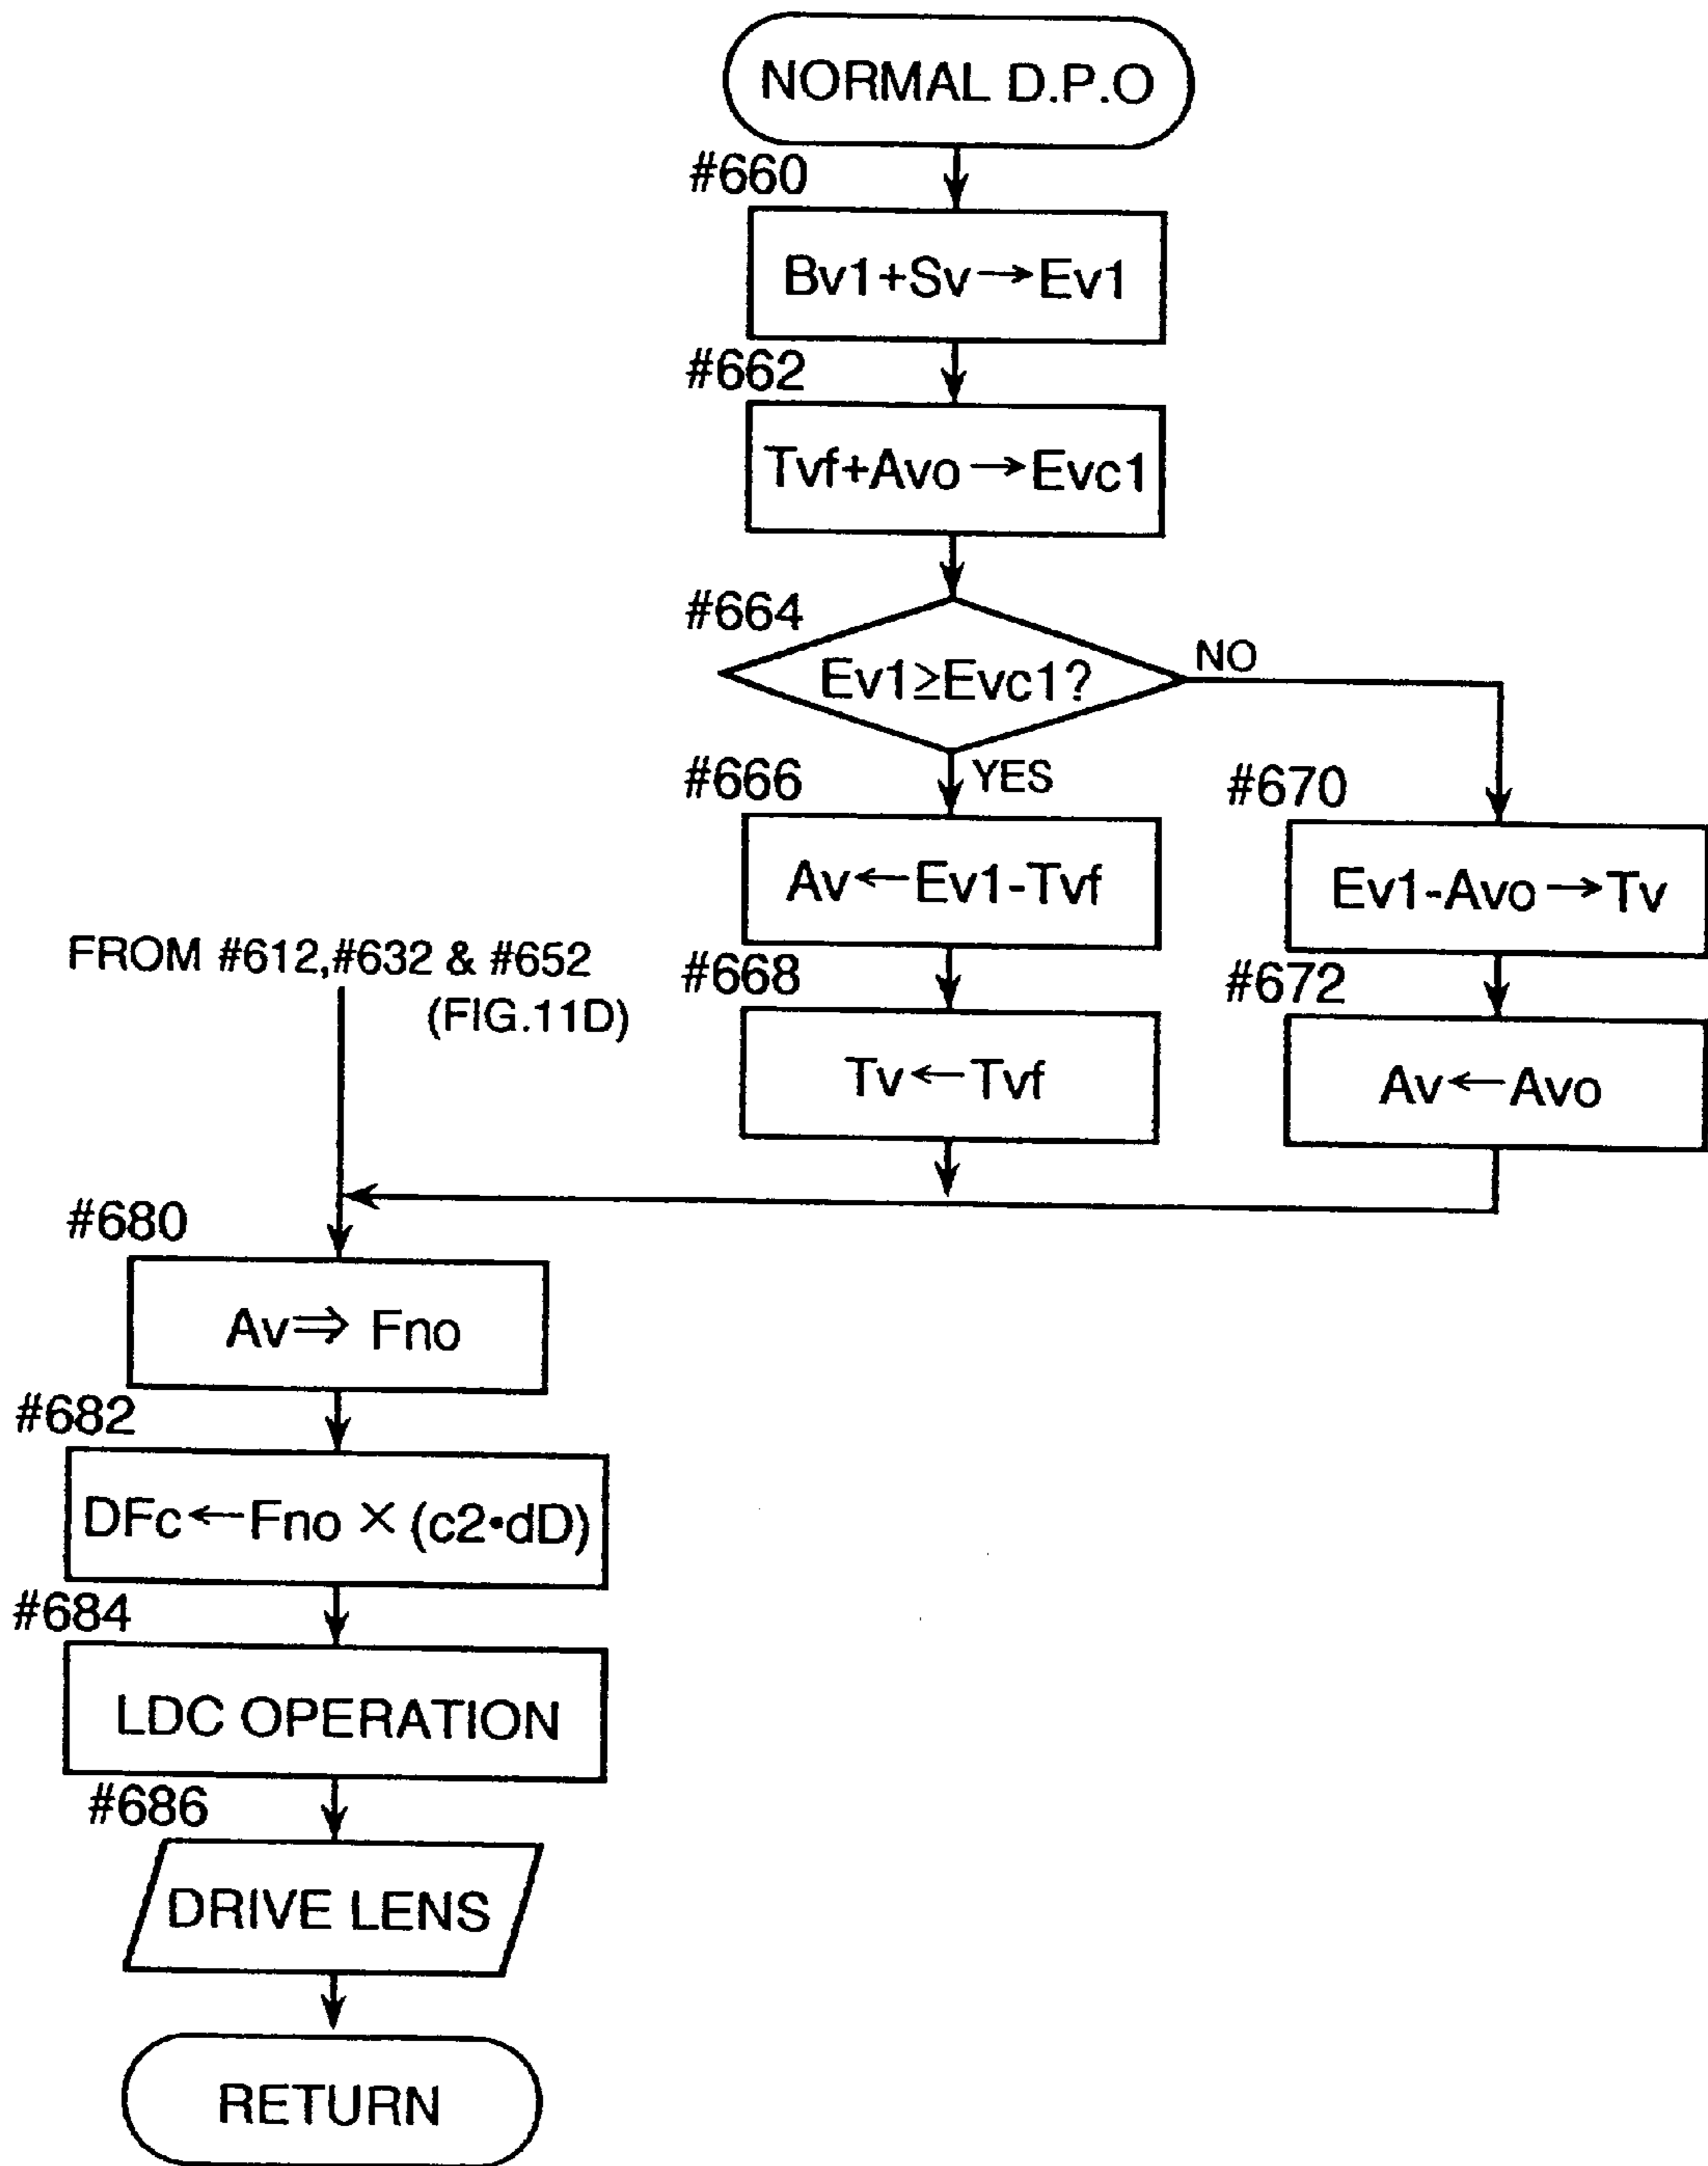 NORMAL D.P.O
#660
Bv1+Sv→Ev1
#662
Tvf+Avo→Evc1
#664
Ev1≥Evc1?
NO
YES
#666
Av←Ev1-Tvf
#668
Tv←Tvf
#670
Ev1-Avo→Tv
#672
Av←Avo
FROM #612,#632 & #652
(FIG.11D)
#680
Av⇒ Fno
#682
DFc←Fno×(c2•dD)
#684
LDC OPERATION
#686
DRIVE LENS
RETURN